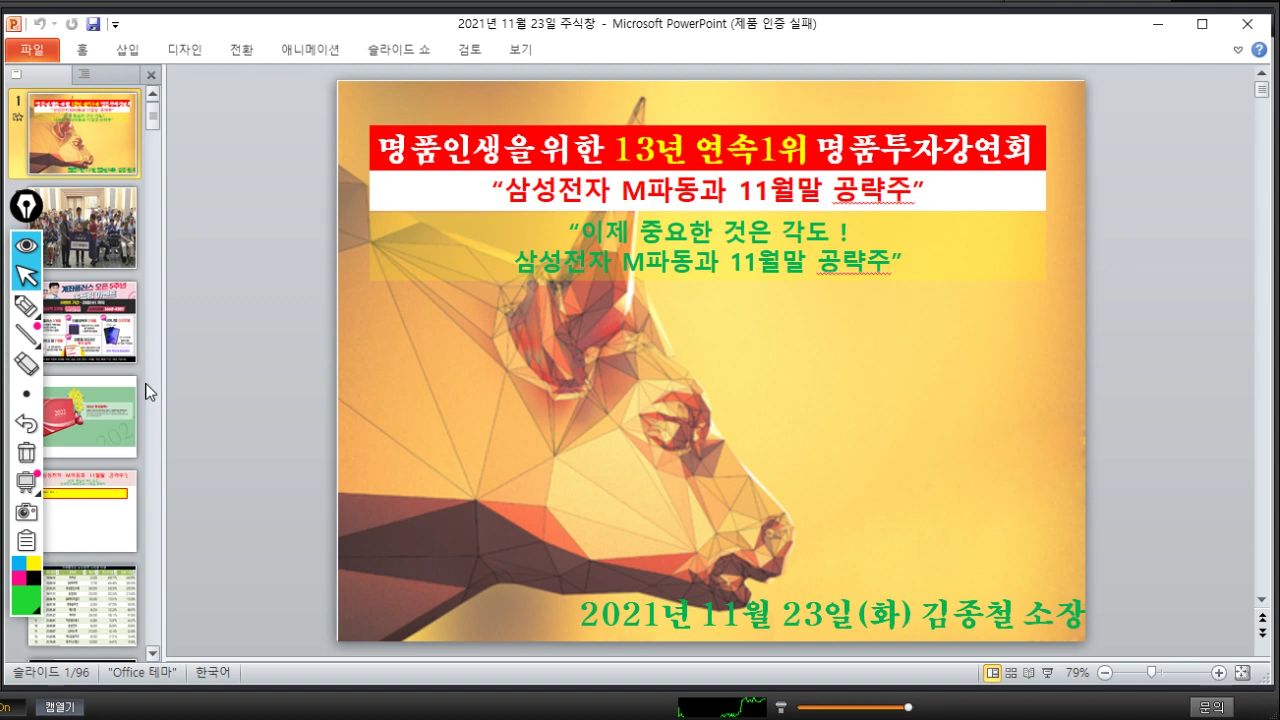 2021년 11월 23일 주식창 - Microsoft PowerPoint (제품 인증 실패)
파일 홈 삽입 디자인 전환 애니메이션 슬라이드 쇼 검토 보기
1
명품인생을위한 13년 연속1위 명품투자강연회
“삼성전자 M파동과 11월말 공략주”
“이제 중요한 것은 각도 !
삼성전자 M파동과 11월말 공략주”
2021년 11월 23일(화) 김종철 소장
슬라이드 1/96 "Office 테마" 한국어 79%
On 캠열기 문의